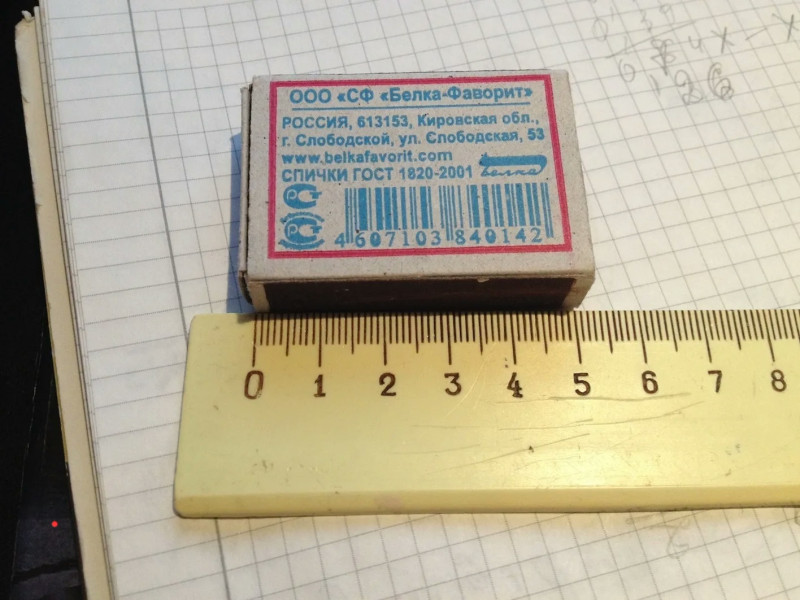 ООО «СФ «Белка-Фаворит»
РОССИЯ, 613153, Кировская обл.,
г. Слободской, ул. Слободская, 53
www.belkafavorit.com
СПИЧКИ ГОСТ 1820-2001
белка
4 607103 840142
0 1 2 3 4 5 6 7 8